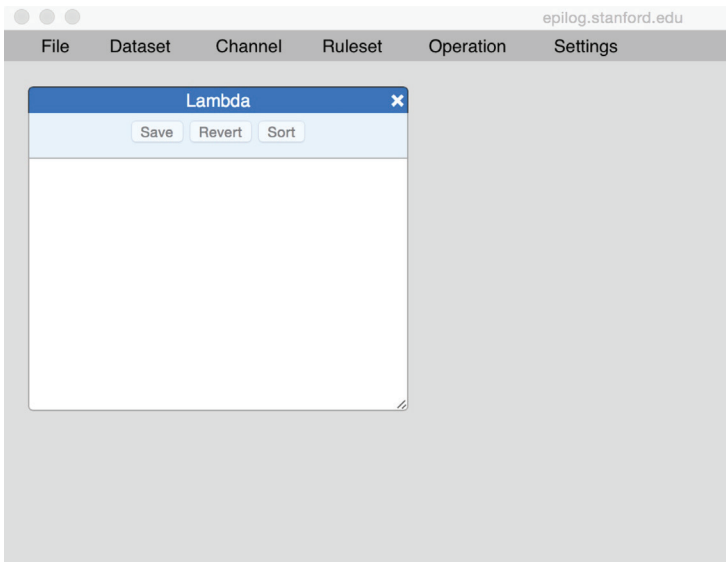 epilog.stanford.edu
File Dataset Channel Ruleset Operation Settings
Lambda
Save Revert Sort